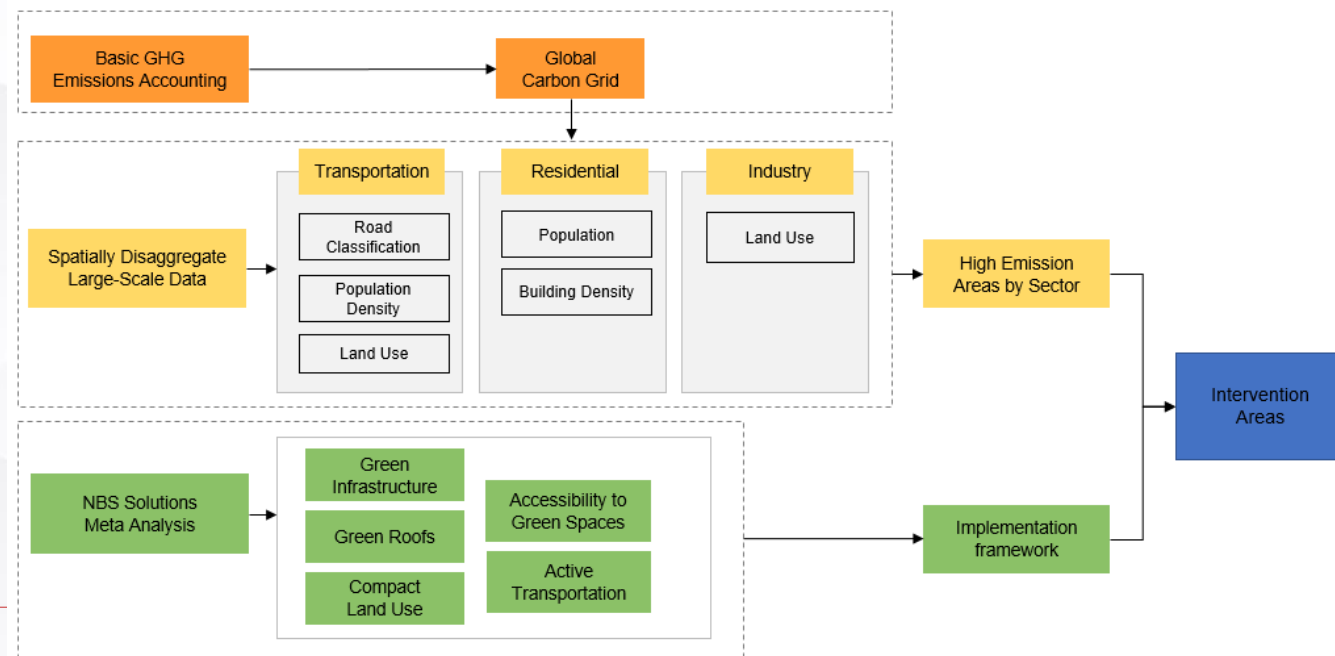 Basic GHG
Emissions Accounting
Global
Carbon Grid
Transportation
Residential
Industry
Road
Classification
Population
Density
Land Use
Population
Building Density
Land Use
Spatially Disaggregate
Large-Scale Data
High Emission
Areas by Sector
Intervention
Areas
NBS Solutions
Meta Analysis
Green
Infrastructure
Green Roofs
Compact
Land Use
Accessibility to
Green Spaces
Active
Transportation
Implementation
framework